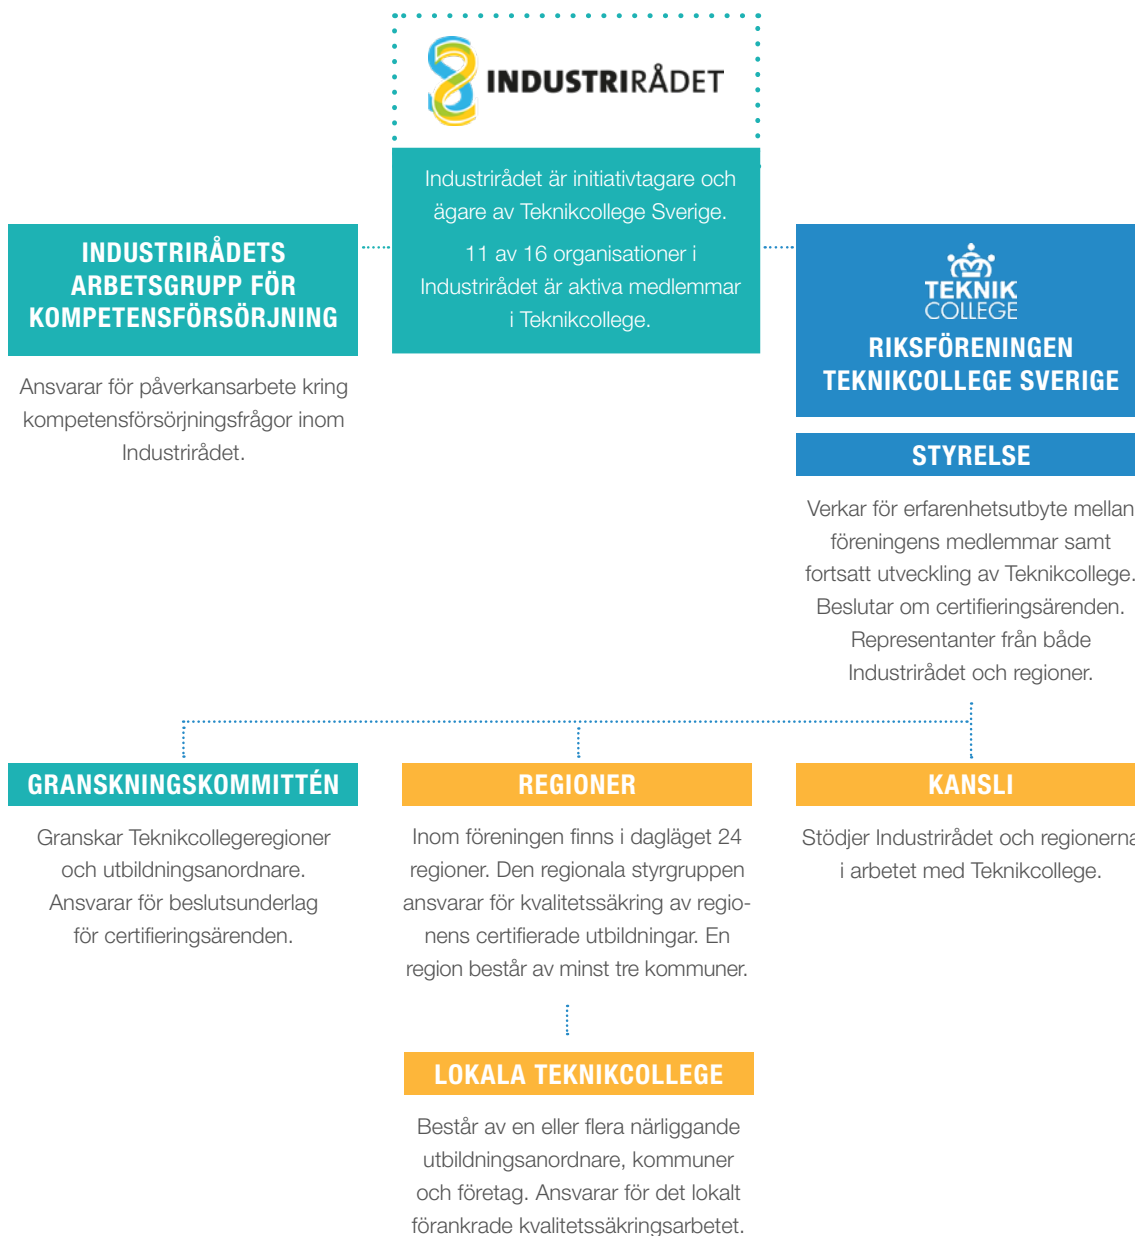 INDUSTRIRÅDET
Industrirådet är initiativtagare och
ägare av Teknikcollege Sverige.
11 av 16 organisationer i
Industrirådet är aktiva medlemmar
i Teknikcollege.
INDUSTRIRÅDETS
ARBETSGRUPP FÖR
KOMPETENSFÖRSÖRJNING
Ansvarar för påverkansarbete kring
kompetensförsörjningsfrågor inom
Industrirådet.
TEKNIK
COLLEGE
RIKSFÖRENINGEN
TEKNIKCOLLEGE SVERIGE
STYRELSE
Verkar för erfarenhetsutbyte mellan
föreningens medlemmar samt
fortsatt utveckling av Teknikcollege.
Beslutar om certifieringsärenden.
Representanter från både
Industrirådet och regioner.
GRANSKNINGSKOMMITTÉN
Granskar Teknikcollegeregioner
och utbildningsanordnare.
Ansvarar för beslutsunderlag
för certifieringsärenden.
REGIONER
Inom föreningen finns i dagläget 24
regioner. Den regionala styrgruppen
ansvarar för kvalitetssäkring av regio-
nens certifierade utbildningar. En
region består av minst tre kommuner.
KANSLI
Stödjer Industrirådet och regionerna
i arbetet med Teknikcollege.
LOKALA TEKNIKCOLLEGE
Består av en eller flera närliggande
utbildningsanordnare, kommuner
och företag. Ansvarar för det lokalt
förankrade kvalitetssäkringsarbetet.